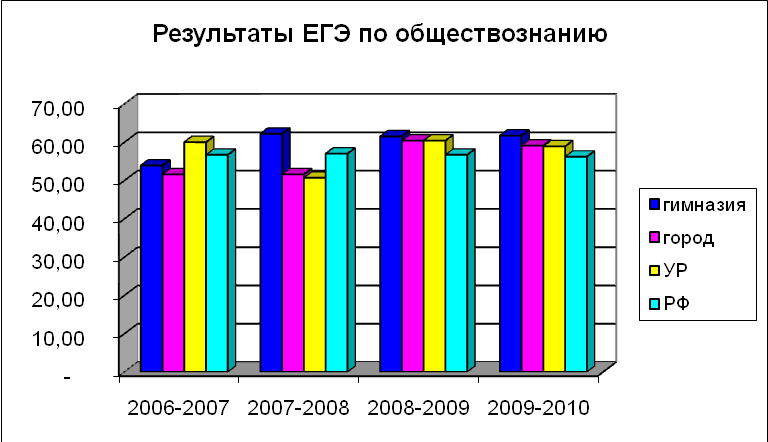 Результаты ЕГЭ по обществознанию
70,00
60,00
50,00
40,00
30,00
20,00
10,00
-
2006-2007 2007-2008 2008-2009 2009-2010
гимназия
город
УР
РФ